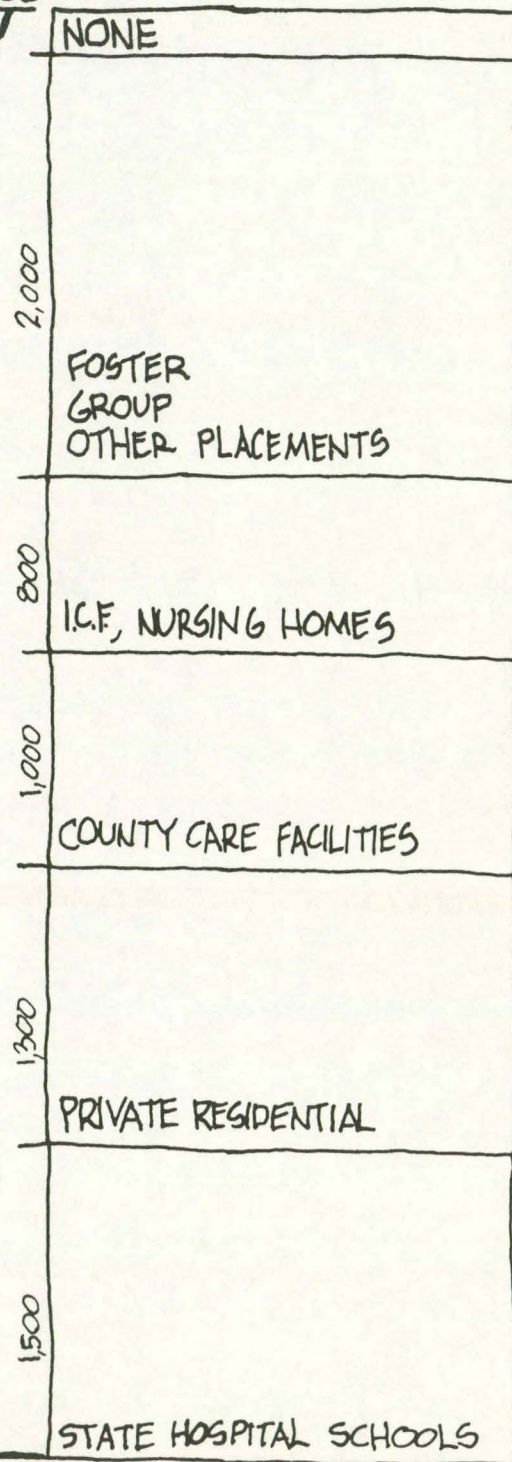 NONE
2,000
FOSTER
GROUP
OTHER PLACEMENTS
800
I.C.F., NURSING HOMES
1,000
COUNTY CARE FACILITIES
1,300
PRIVATE RESIDENTIAL
1,500
STATE HOSPITAL SCHOOLS